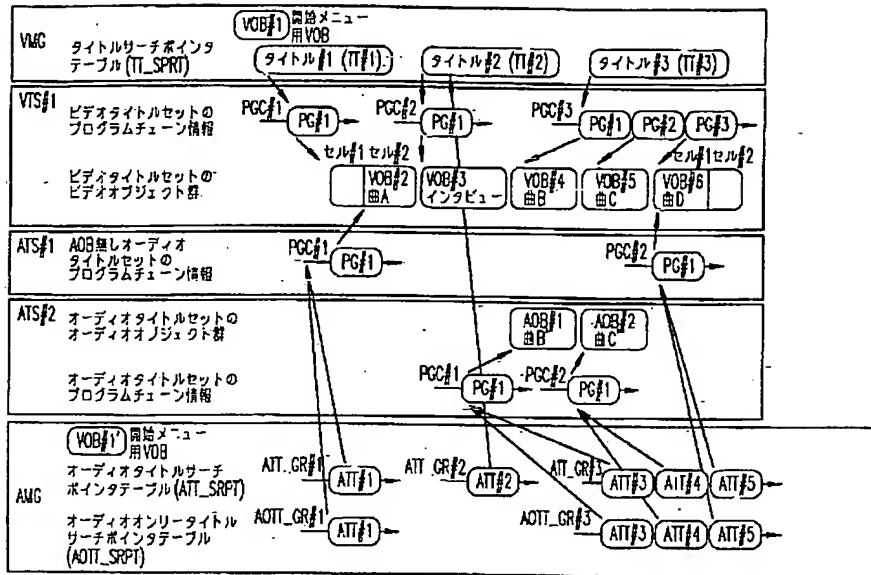 VMG
VOB#1 開始メニュー
用VOB
タイトルサーチポインタ
テーブル(TT_SPRT)
タイトル#1 (TT#1)
タイトル#2 (TT#2)
タイトル#3 (TT#3)
VTS#1
ビデオタイトルセットの
プログラムチェーン情報
PGC#1 PG#1
PGC#2 PG#1
PGC#3 PG#1 PG#2 PG#3
セル#1 セル#2
セル#1 セル#2
ビデオタイトルセットの
ビデオオブジェクト群
VOB#2
曲A
VOB#3
インタビュー
VOB#4
曲B
VOB#5
曲C
VOB#6
曲D
ATS#1 AOB無しオーディオ
タイトルセットの
プログラムチェーン情報
PGC#1 PG#1
PGC#2 PG#1
ATS#2 オーディオタイトルセットの
オーディオオブジェクト群
AOB#1
曲B
AOB#2
曲C
オーディオタイトルセットの
プログラムチェーン情報
PGC#1 PG#1
PGC#2 PG#1
AMG
VOB#1' 開始メニュー
用VOB
オーディオタイトルサーチ
ポインタテーブル(ATT_SRPT)
ATT_GR#1 ATT#1
ATT_GR#2 ATT#2
ATT_GR#3 ATT#3 ATT#4 ATT#5
オーディオオンリータイトル
サーチポインタテーブル
(AOTT_SRPT)
AOTT_GR#1 ATT#1
AOTT_GR#3 ATT#3 ATT#4 ATT#5